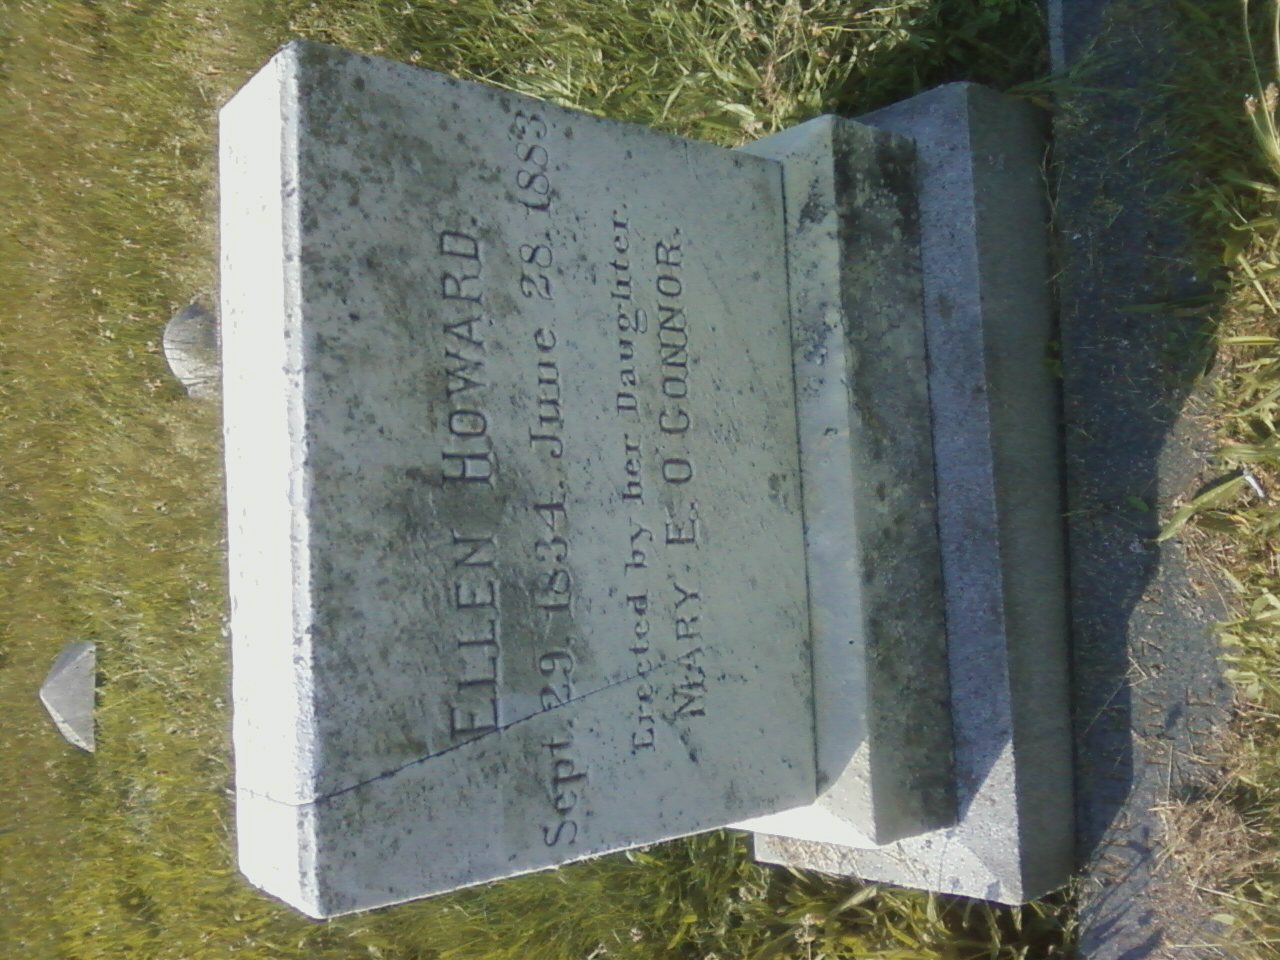 ELLEN HOWARD.
Sept. 29, 1834. June 28. 1883
Erected by her Daughter.
MARY. E. O CONNOR.